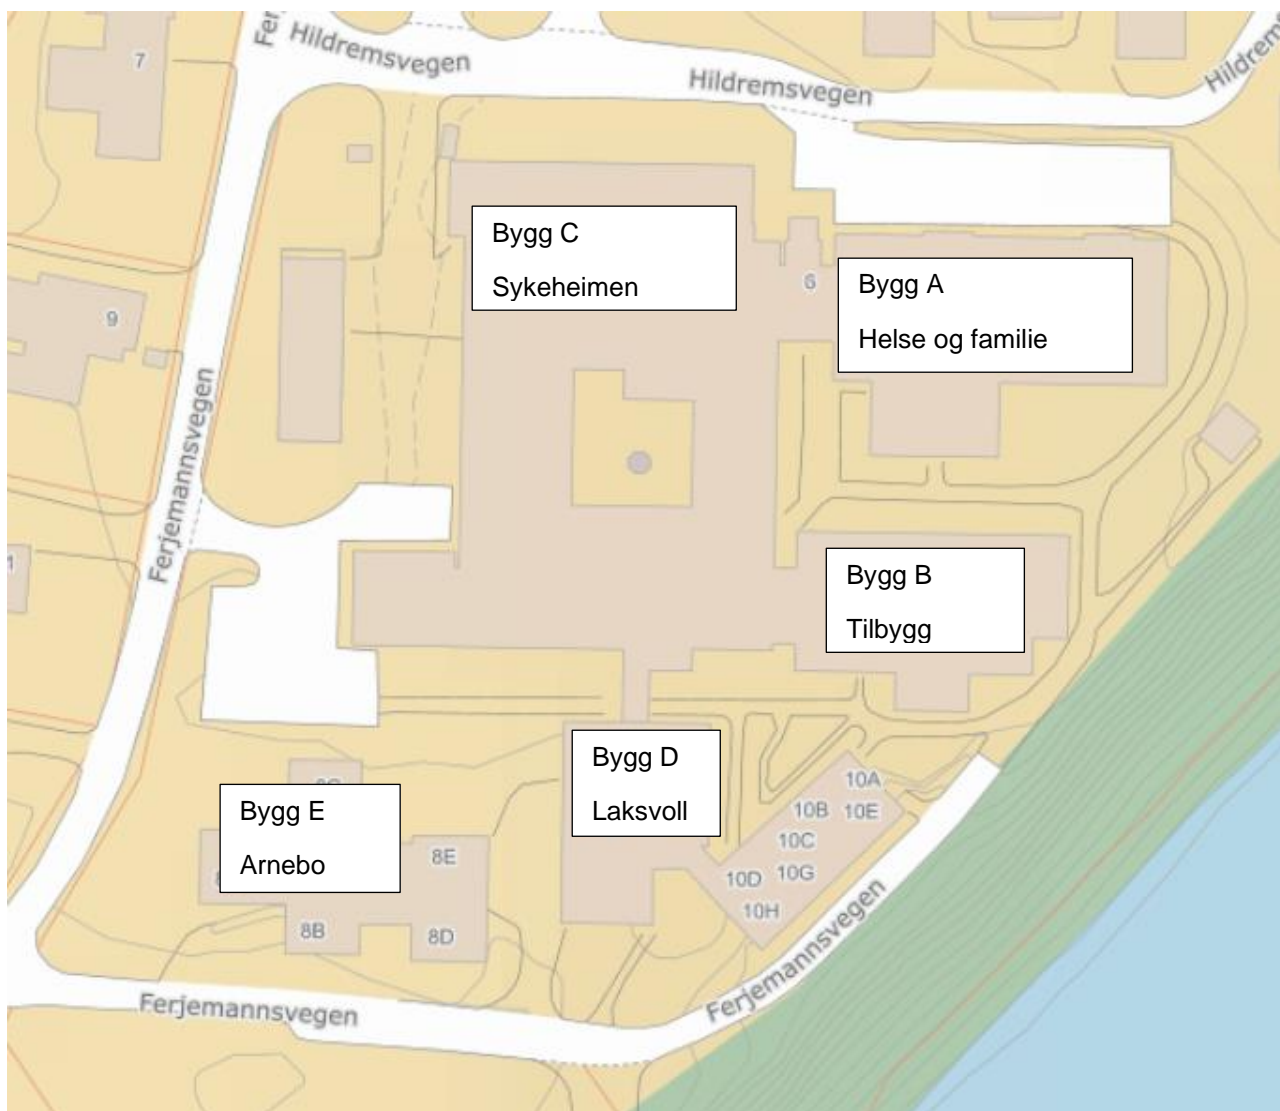 Hildremsvegen
Hildremsvegen
7
Bygg C
Sykeheimen
6
Bygg A
Helse og familie
9
Ferjemannsvegen
Bygg B
Tilbygg
Bygg D
Laksvoll
10A
10B
10E
10C
10G
10D
10H
Bygg E
Arnebo
8E
8B
8D
Ferjemannsvegen
Ferjemannsvegen